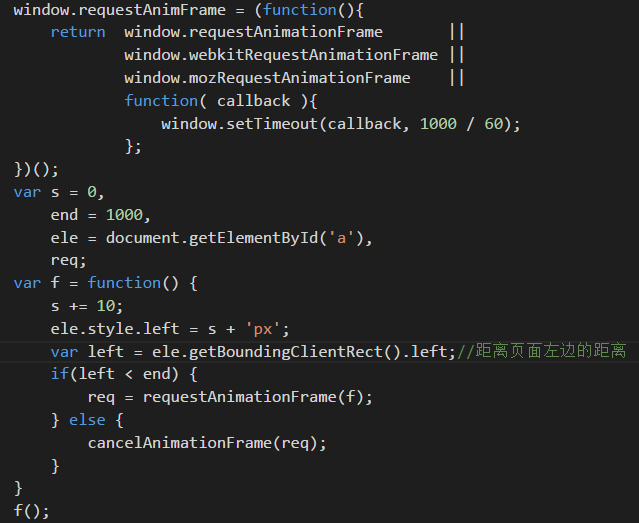 window.requestAnimFrame = (function(){
    return  window.requestAnimationFrame       ||
            window.webkitRequestAnimationFrame ||
            window.mozRequestAnimationFrame    ||
            function( callback ){
                window.setTimeout(callback, 1000 / 60);
            };
})();
var s = 0,
    end = 1000,
    ele = document.getElementById('a'),
    req;
var f = function() {
    s += 10;
    ele.style.left = s + 'px';
    var left = ele.getBoundingClientRect().left;//距离页面左边的距离
    if(left < end) {
        req = requestAnimationFrame(f);
    } else {
        cancelAnimationFrame(req);
    }
}
f();